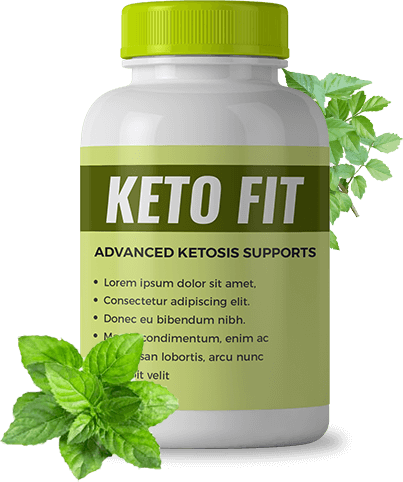 KETO FIT
ADVANCED KETOSIS SUPPORTS
• Lorem ipsum dolor sit amet,
• Consectetur adipiscing elit.
• Donec eu bibendum nibh.
• condimentum, enim ac
lobortis, arcu nunc
velit